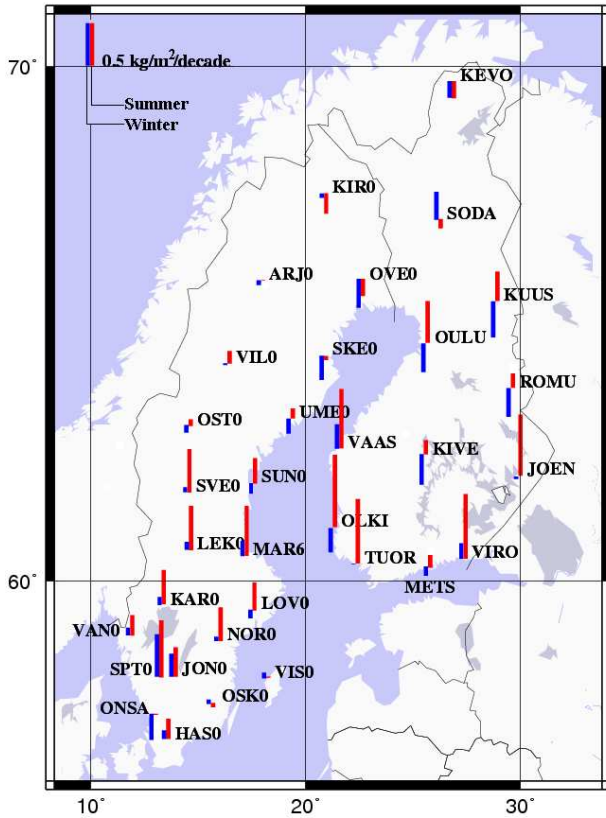 70°
KEVO
0.5 kg/m²/decade
Summer
Winter
KIR0
SODA
ARJ0
OVE0
KUUS
OULU
SKE0
VIL0
ROMU
UME0
OST0
VAAS
KIVE
JOEN
SVE0
SUN0
OLKI
LEK0
MAR6
TUOR
VIRO
60°
METS
KAR0
LOV0
VAN0
NOR0
SPT0
JON0
VIS0
OSK0
ONSA
HAS0
10° 20° 30°